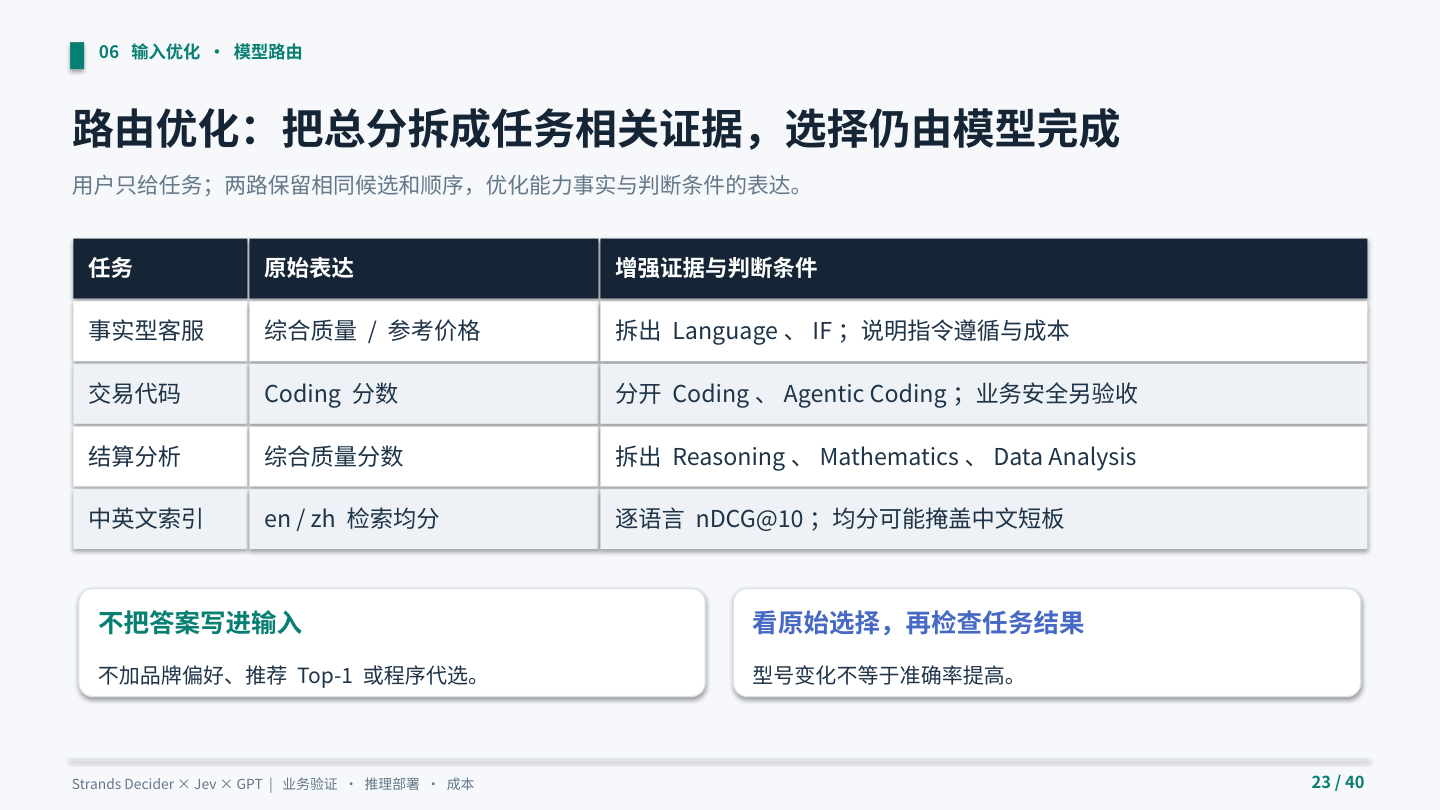 06 输入优化 · 模型路由
路由优化：把总分拆成任务相关证据，选择仍由模型完成
用户只给任务；两路保留相同候选和顺序，优化能力事实与判断条件的表达。
任务 原始表达 增强证据与判断条件
事实型客服 综合质量 / 参考价格 拆出 Language 、 IF ；说明指令遵循与成本
交易代码 Coding 分数 分开 Coding 、 Agentic Coding ；业务安全另验收
结算分析 综合质量分数 拆出 Reasoning 、 Mathematics 、 Data Analysis
中英文索引 en / zh 检索均分 逐语言 nDCG@10 ；均分可能掩盖中文短板
不把答案写进输入
不加品牌偏好、推荐 Top-1 或程序代选。
看原始选择，再检查任务结果
型号变化不等于准确率提高。
Strands Decider × Jev × GPT | 业务验证 · 推理部署 · 成本
23 / 40